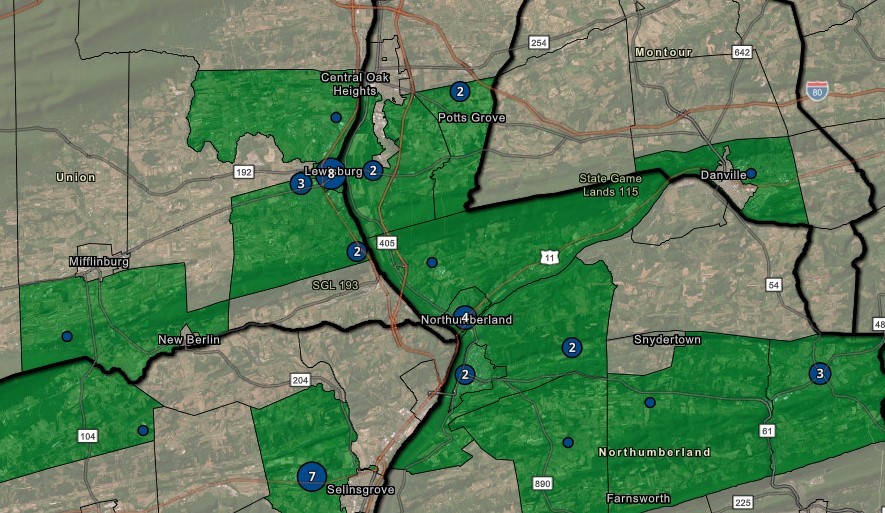 254
Montour
642
80
Central Oak
Heights
2
Potts Grove
192
Lewisburg
8
2
3
Union
State Game
Lands 115
Danville
405
2
11
Mifflinburg
SGL 193
54
4
Northumberland
48
New Berlin
2
Snydertown
204
2
3
104
61
Northumberland
7
Selinsgrove
890
Farnsworth
225